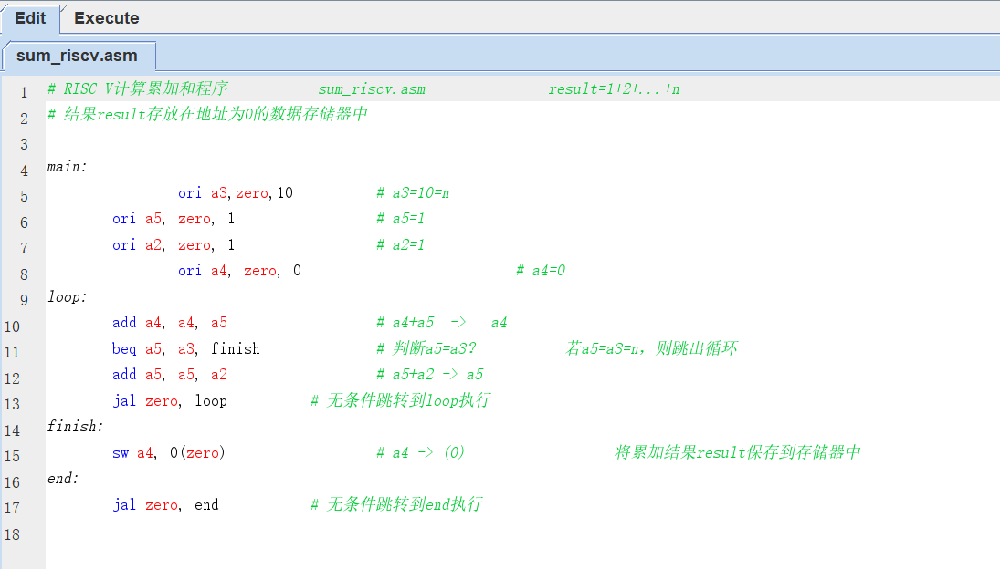 Edit Execute
sum_riscv.asm
1 # RISC-V计算累加和程序 sum_riscv.asm result=1+2+...+n
2 # 结果result存放在地址为0的数据存储器中
3
4 main:
5 ori a3,zero,10 # a3=10=n
6 ori a5, zero, 1 # a5=1
7 ori a2, zero, 1 # a2=1
8 ori a4, zero, 0 # a4=0
9 loop:
10 add a4, a4, a5 # a4+a5 -> a4
11 beq a5, a3, finish # 判断a5=a3? 若a5=a3=n，则跳出循环
12 add a5, a5, a2 # a5+a2 -> a5
13 jal zero, loop # 无条件跳转到loop执行
14 finish:
15 sw a4, 0(zero) # a4 -> (0) 将累加结果result保存到存储器中
16 end:
17 jal zero, end # 无条件跳转到end执行
18